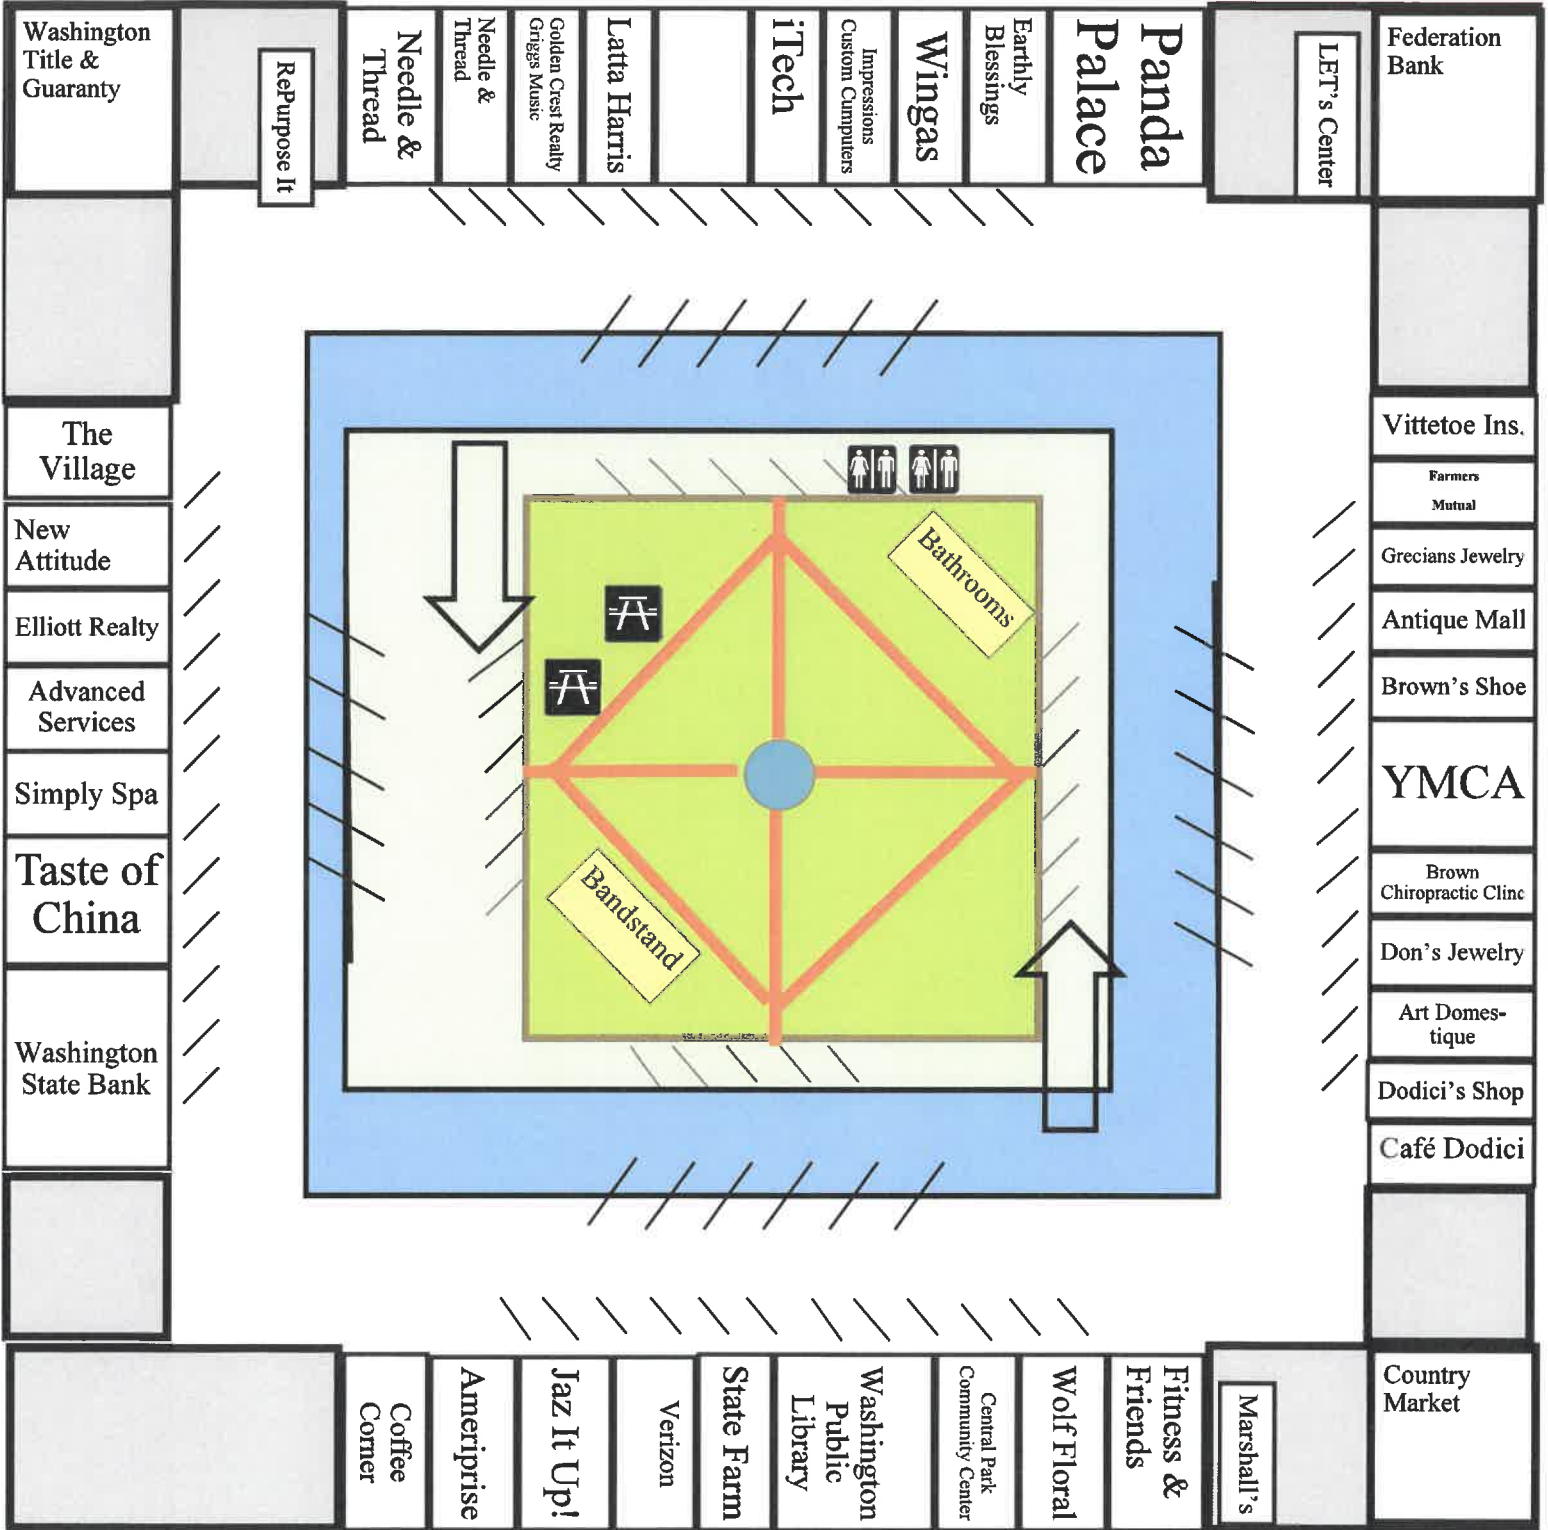 Washington
Title &
Guaranty
RePurpose It
Needle &
Thread
Needle &
Thread
Golden Crest Realty
Griggs Music
Latta Harris
iTech
Impressions
Custom Cumputers
Wingas
Earthly
Blessings
Panda
Palace
LET's Center
Federation
Bank
The
Village
New
Attitude
Elliott Realty
Advanced
Services
Simply Spa
Taste of
China
Washington
State Bank
Bathrooms
Bandstand
Vittetoe Ins.
Farmers
Mutual
Grecians Jewelry
Antique Mall
Brown's Shoe
YMCA
Brown
Chiropractic Clinc
Don's Jewelry
Art Domes-
tique
Dodici's Shop
Café Dodici
Coffee
Corner
Ameriprise
Jaz It Up!
Verizon
State Farm
Washington
Public
Library
Central Park
Community Center
Wolf Floral
Fitness &
Friends
Marshall's
Country
Market